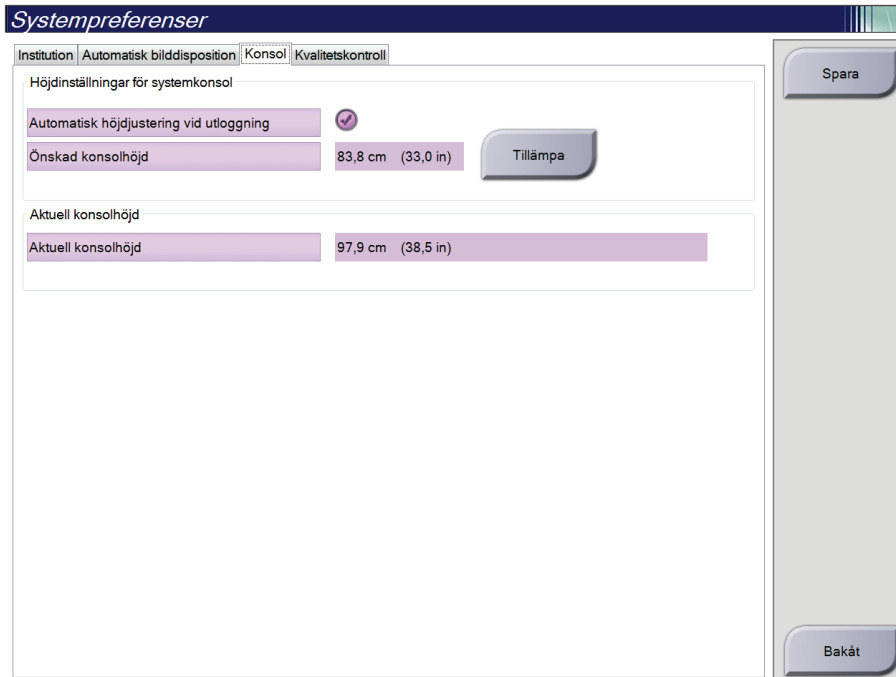 Systempreferenser
Institution Automatisk bilddisposition Konsol Kvalitetskontroll
Spara
Höjdinställningar för systemkonsol
Automatisk höjdjustering vid utloggning
Önskad konsolhöjd 83,8 cm (33,0 in) Tillämpa
Aktuell konsolhöjd
Aktuell konsolhöjd 97,9 cm (38,5 in)
Bakåt